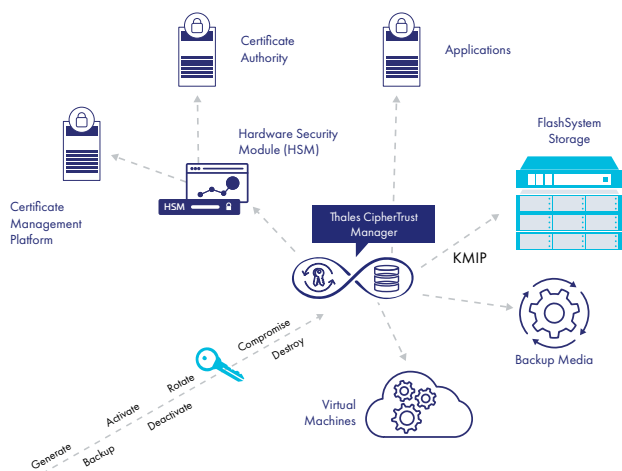 Certificate
Authority
Applications
Hardware Security
Module (HSM)
FlashSystem
Storage
Certificate
Management
Platform
HSM
Thales CipherTrust
Manager
KMIP
Backup Media
Virtual
Machines
Compromise
Destroy
Rotate
Activate
Deactivate
Generate
Backup